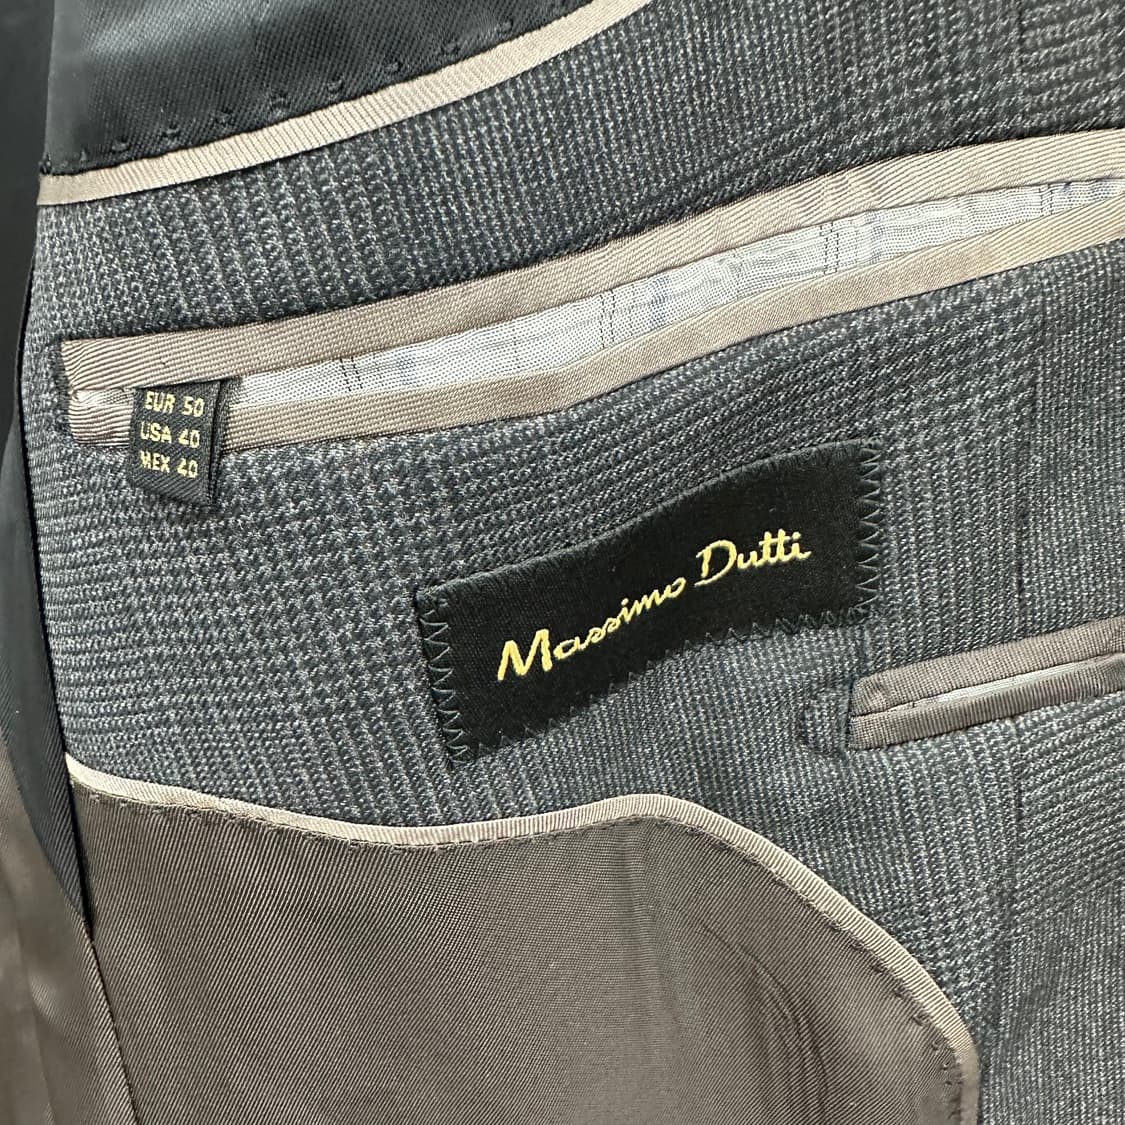 EUR 50
USA 40
MEX 40
Massimo Dutti